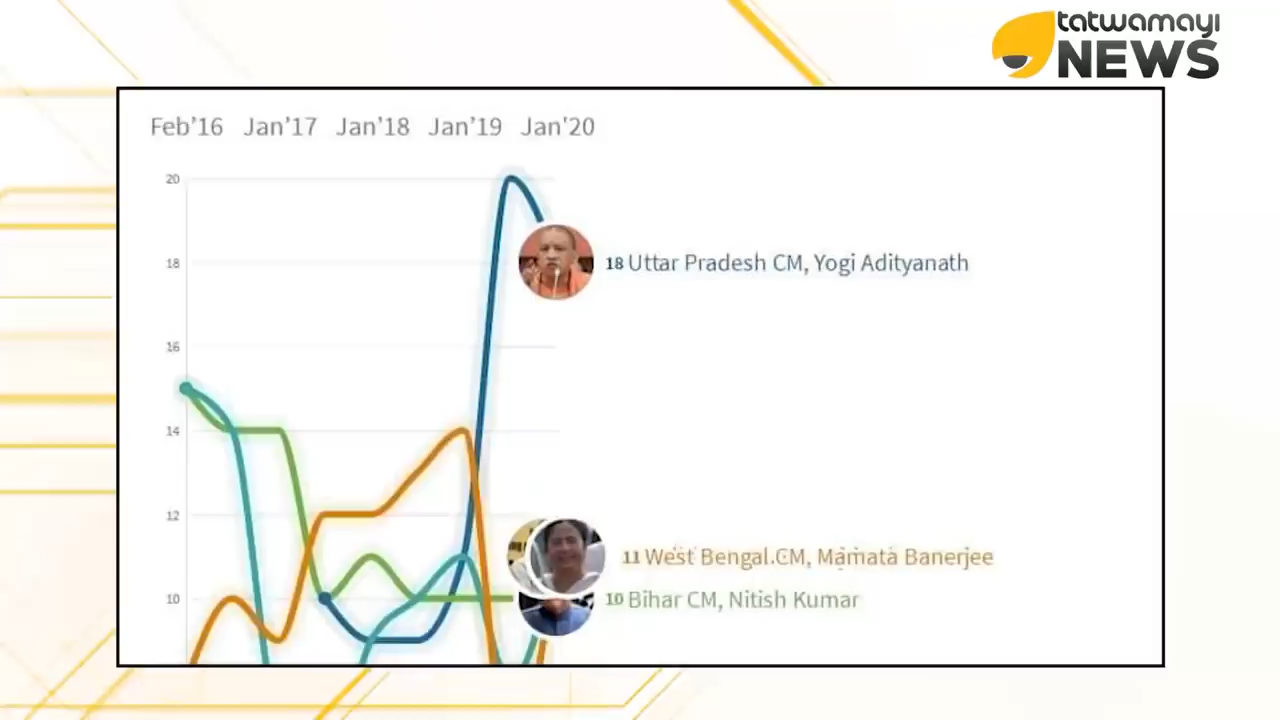 tatwamayi
NEWS
Feb’16 Jan’17 Jan’18 Jan’19 Jan'20
20
18
18 Uttar Pradesh CM, Yogi Adityanath
16
14
12
11 West Bengal CM, Mamata Banerjee
10
10 Bihar CM, Nitish Kumar